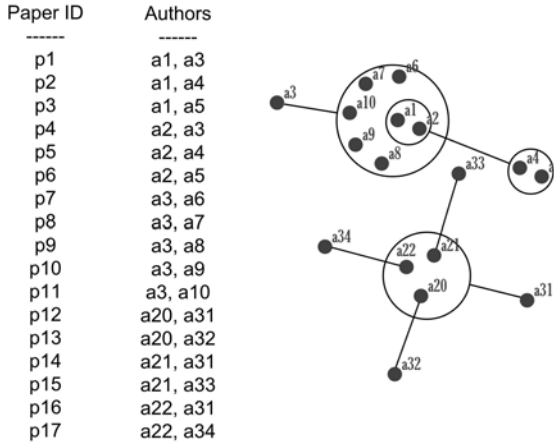 Paper ID Authors
------ ------
p1 a1, a3
p2 a1, a4
p3 a1, a5
p4 a2, a3
p5 a2, a4
p6 a2, a5
p7 a3, a6
p8 a3, a7
p9 a3, a8
p10 a3, a9
p11 a3, a10
p12 a20, a31
p13 a20, a32
p14 a21, a31
p15 a21, a33
p16 a22, a31
p17 a22, a34
a7 a6
a3
a10
a1
a2
a9
a8
a4
a33
a34
a22
a21
a20
a31
a32